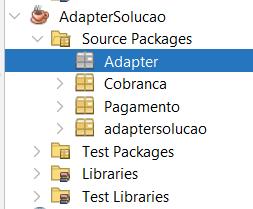 AdapterSolucao
Source Packages
Adapter
Cobranca
Pagamento
adaptersolucao
Test Packages
Libraries
Test Libraries